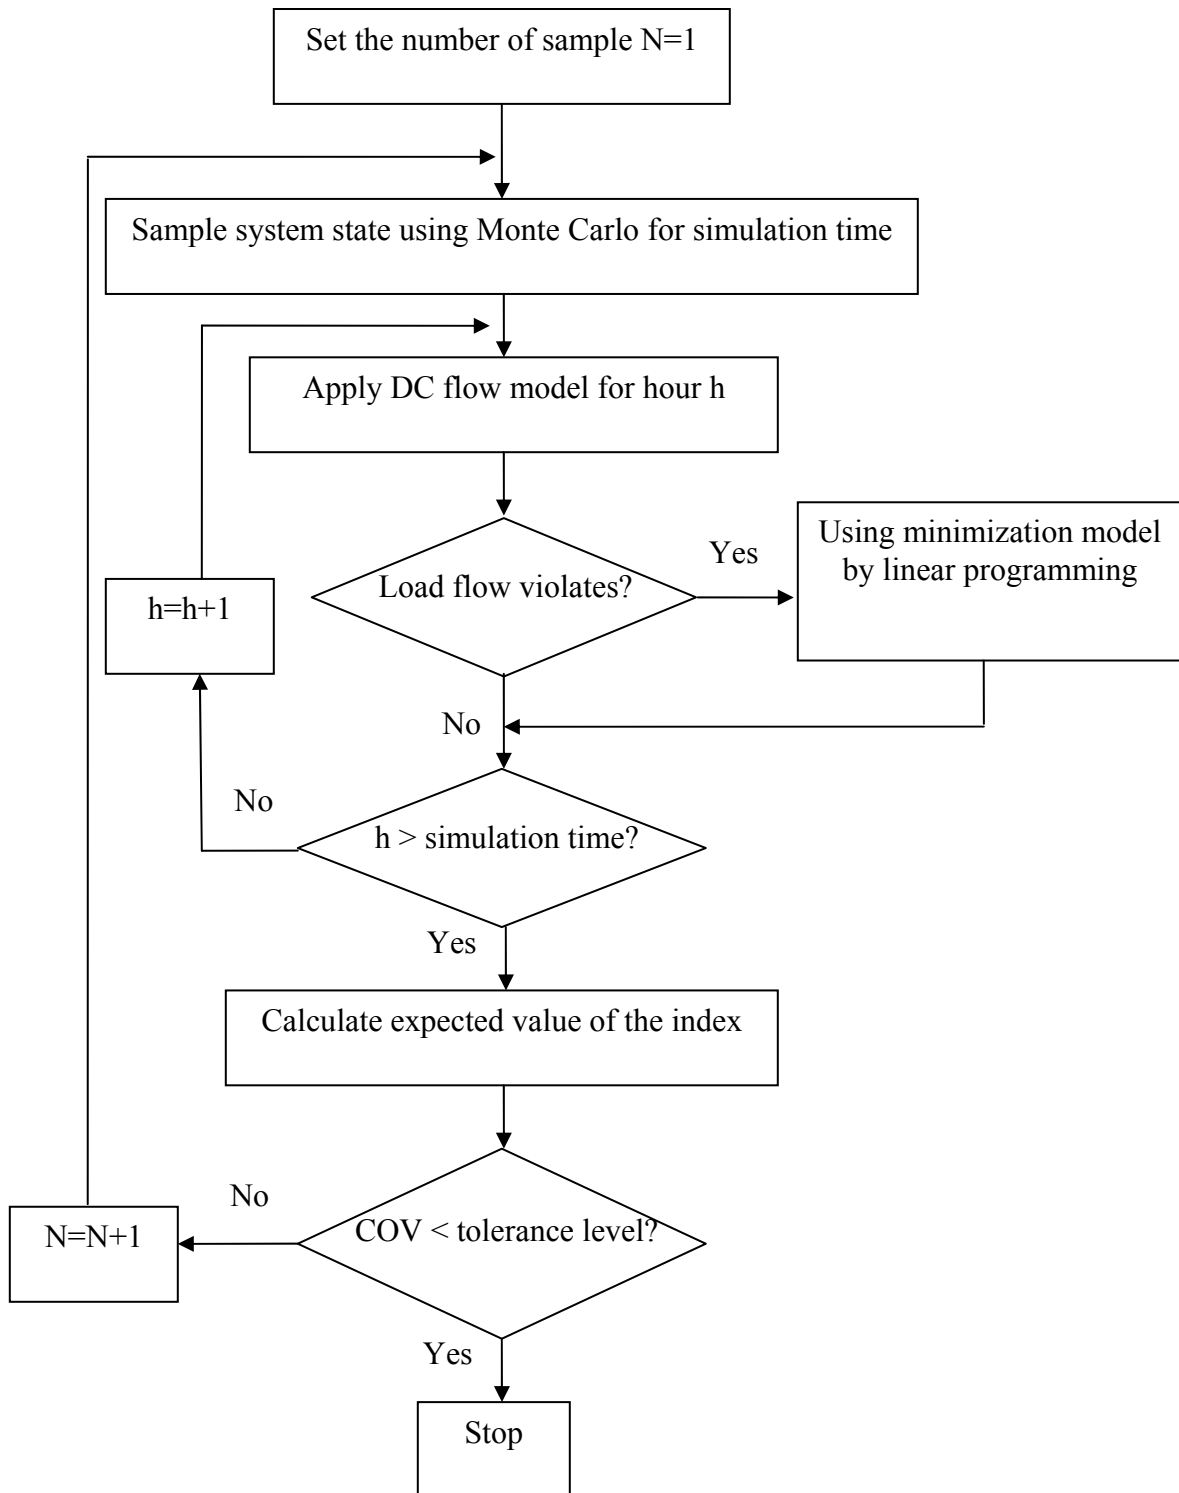 Set the number of sample N=1
Sample system state using Monte Carlo for simulation time
Apply DC flow model for hour h
Load flow violates?
Yes
Using minimization model
by linear programming
h=h+1
No
No
h > simulation time?
Yes
Calculate expected value of the index
No
COV < tolerance level?
N=N+1
Yes
Stop